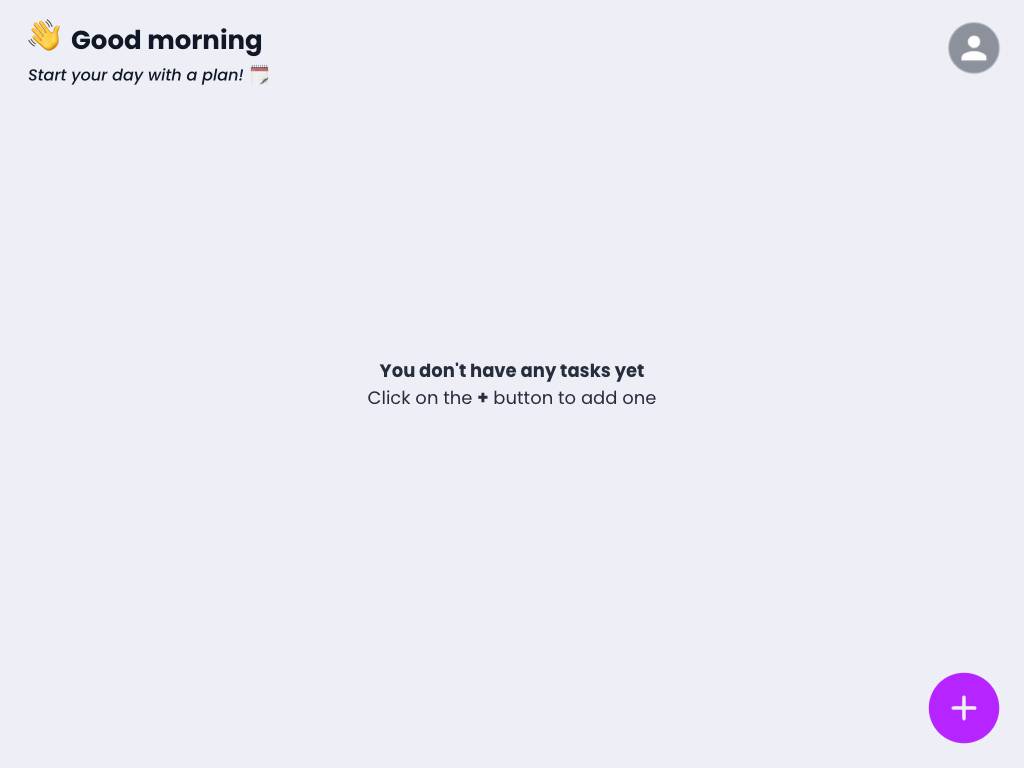 👋 Good morning
Start your day with a plan! 🗓️
You don't have any tasks yet
Click on the + button to add one